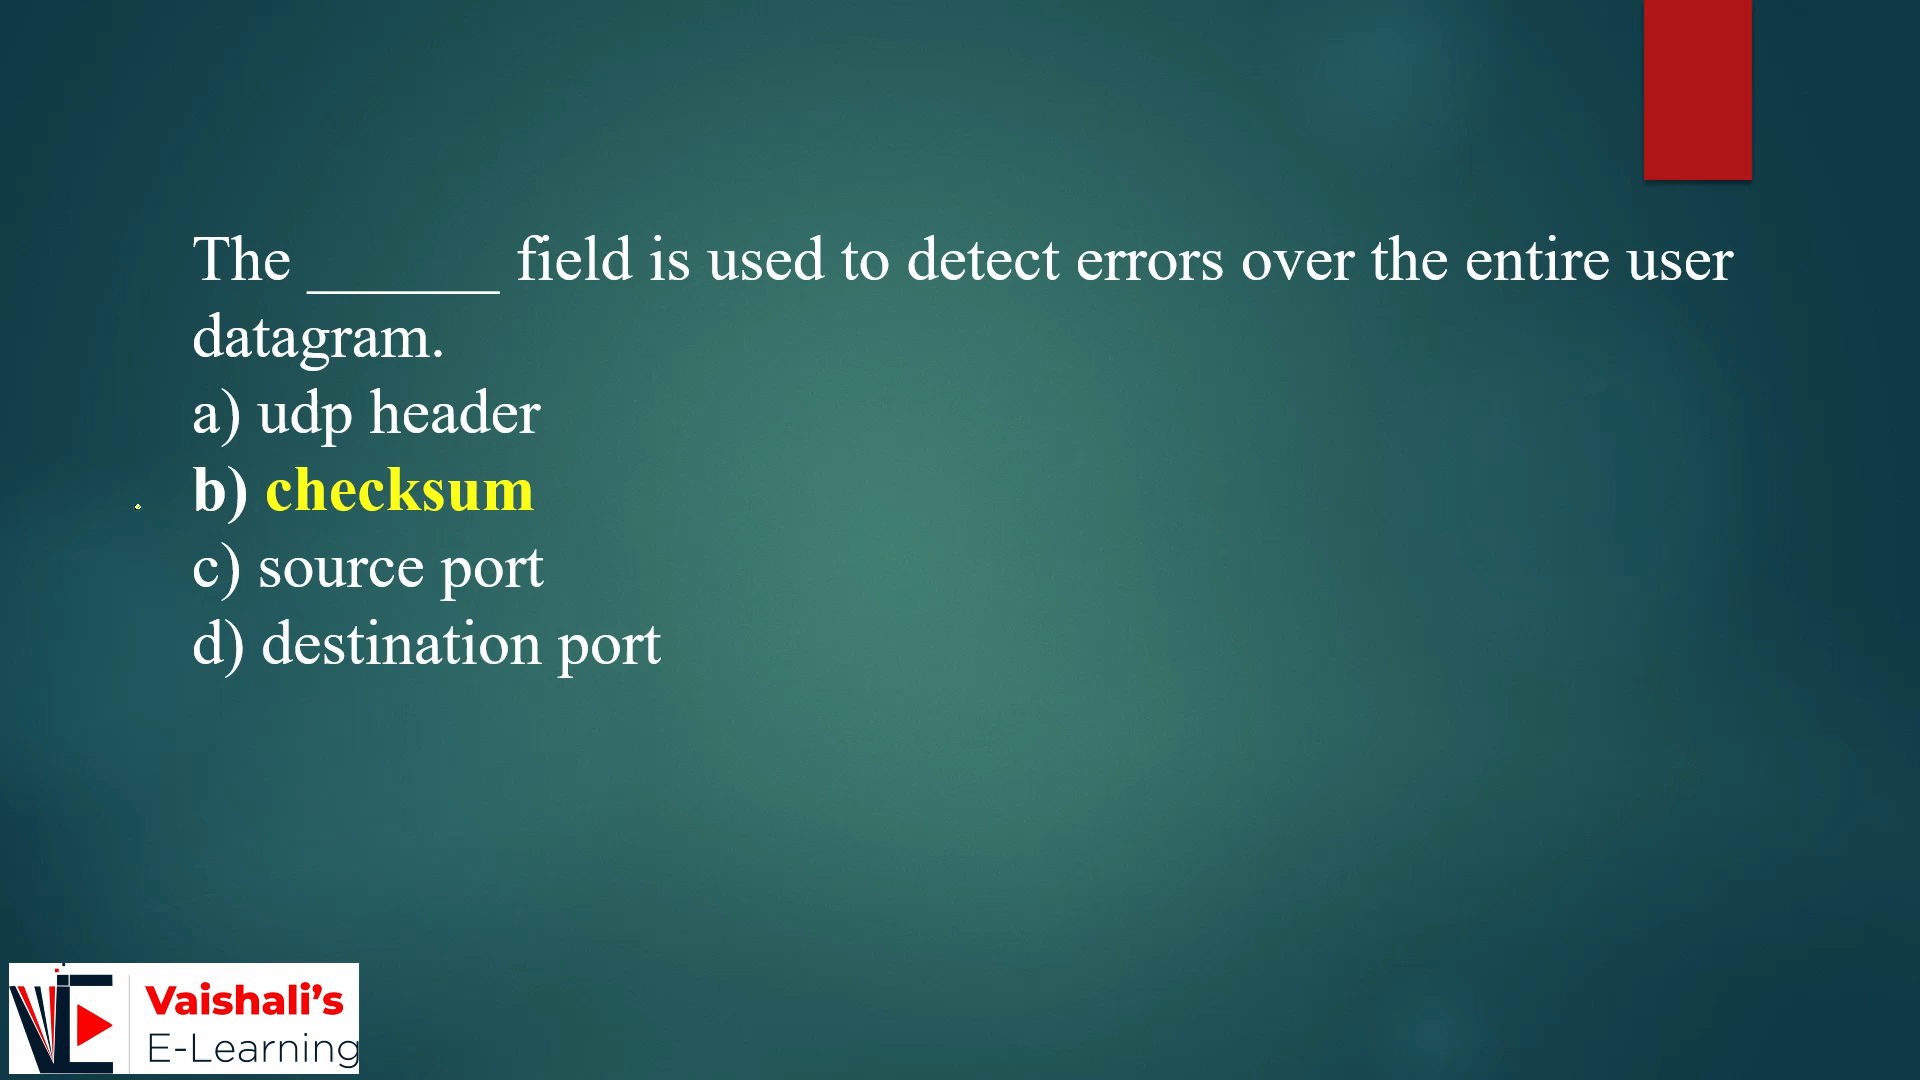 The ______ field is used to detect errors over the entire user
datagram.
a) udp header
b) checksum
c) source port
d) destination port
Vaishali’s
E-Learning